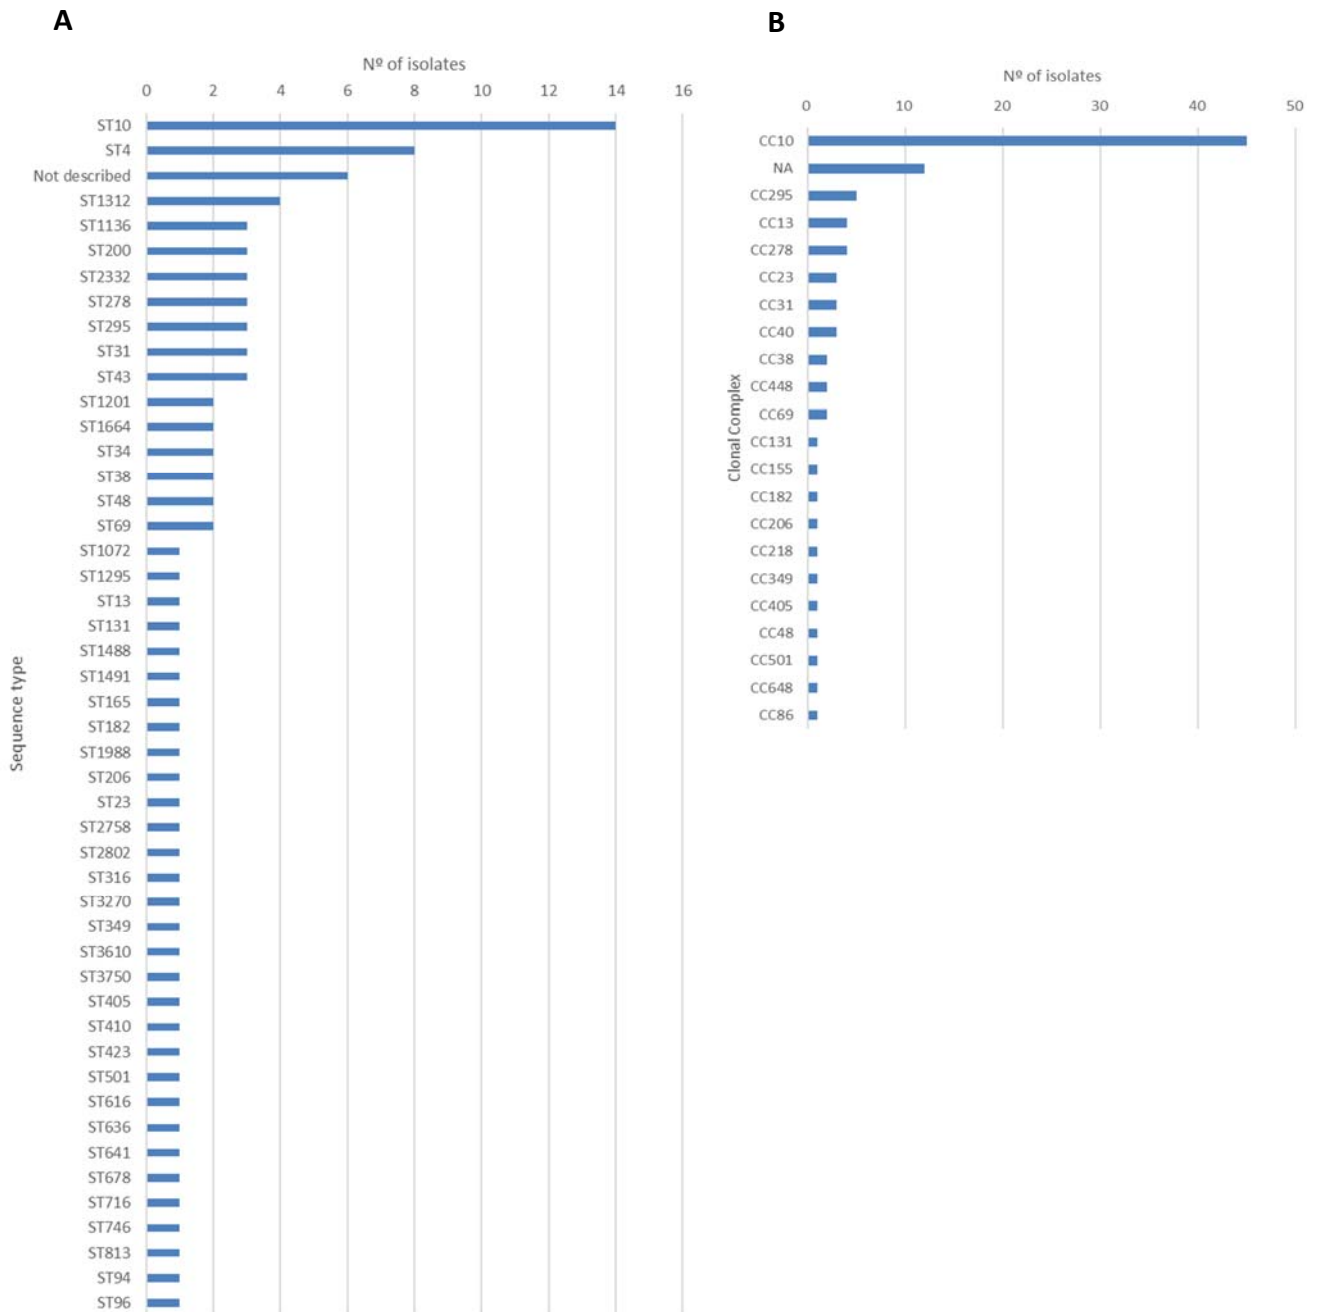 A
Nº of isolates
0 2 4 6 8 10 12 14 16
Sequence type
ST10
ST4
Not described
ST1312
ST1136
ST200
ST2332
ST278
ST295
ST31
ST43
ST1201
ST1664
ST34
ST38
ST48
ST69
ST1072
ST1295
ST13
ST131
ST1488
ST1491
ST165
ST182
ST1988
ST206
ST23
ST2758
ST2802
ST316
ST3270
ST349
ST3610
ST3750
ST405
ST410
ST423
ST501
ST616
ST636
ST641
ST678
ST716
ST746
ST813
ST94
ST96
B
Nº of isolates
0 10 20 30 40 50
Clonal Complex
CC10
NA
CC295
CC13
CC278
CC23
CC31
CC40
CC38
CC448
CC69
CC131
CC155
CC182
CC206
CC218
CC349
CC405
CC48
CC501
CC648
CC86